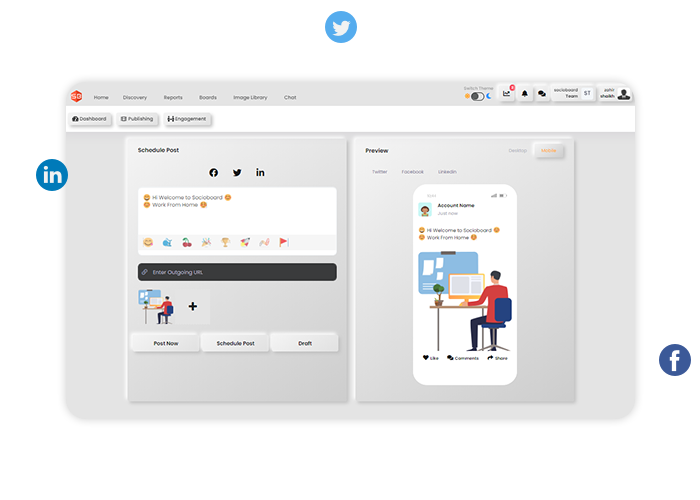 SB
Home Discovery Reports Boards Image Library Chat
Switch Theme
socioboard
Team
ST
sheikh
Dashboard Publishing Engagement
Schedule Post
Hi Welcome to Socioboard
Work From Home
Enter Outgoing URL
Post Now Schedule Post Draft
Preview
Desktop Mobile
Twitter Facebook LinkedIn
Account Name
Just Now
Hi Welcome to Socioboard
Work From Home
Like Comments Share